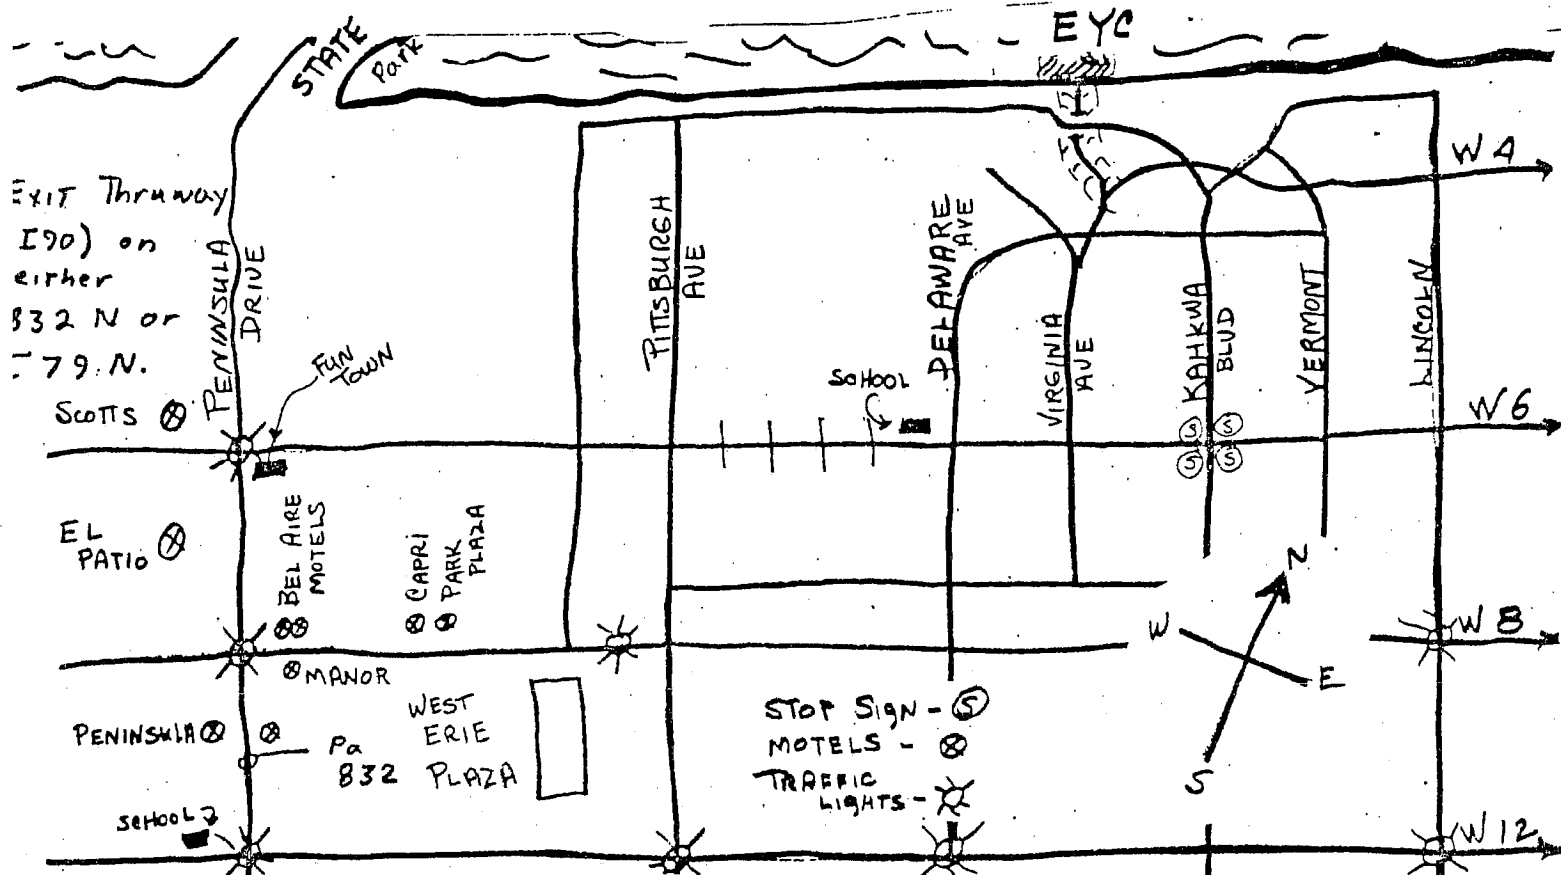 EYC
STATE
Park
W 4
EXIT Thruway
I90) on
either
832 N or
I 79 N.
PENINSULA
DRIVE
PITTSBURGH
AVE
DELAWARE
AVE
VIRGINIA
AVE
KAHKWA
BLVD
VERMONT
LINCOLN
FUN
TOWN
SCHOOL
SCOTTS
W 6
S S
S S
EL
PATIO
BEL AIRE
MOTELS
CAPRI
PARK
PLAZA
N
W
E
S
W 8
MANOR
PENINSULA
Pa
832
WEST
ERIE
PLAZA
STOP SIGN - S
MOTELS -
TRAFFIC
LIGHTS -
SCHOOL
W 12